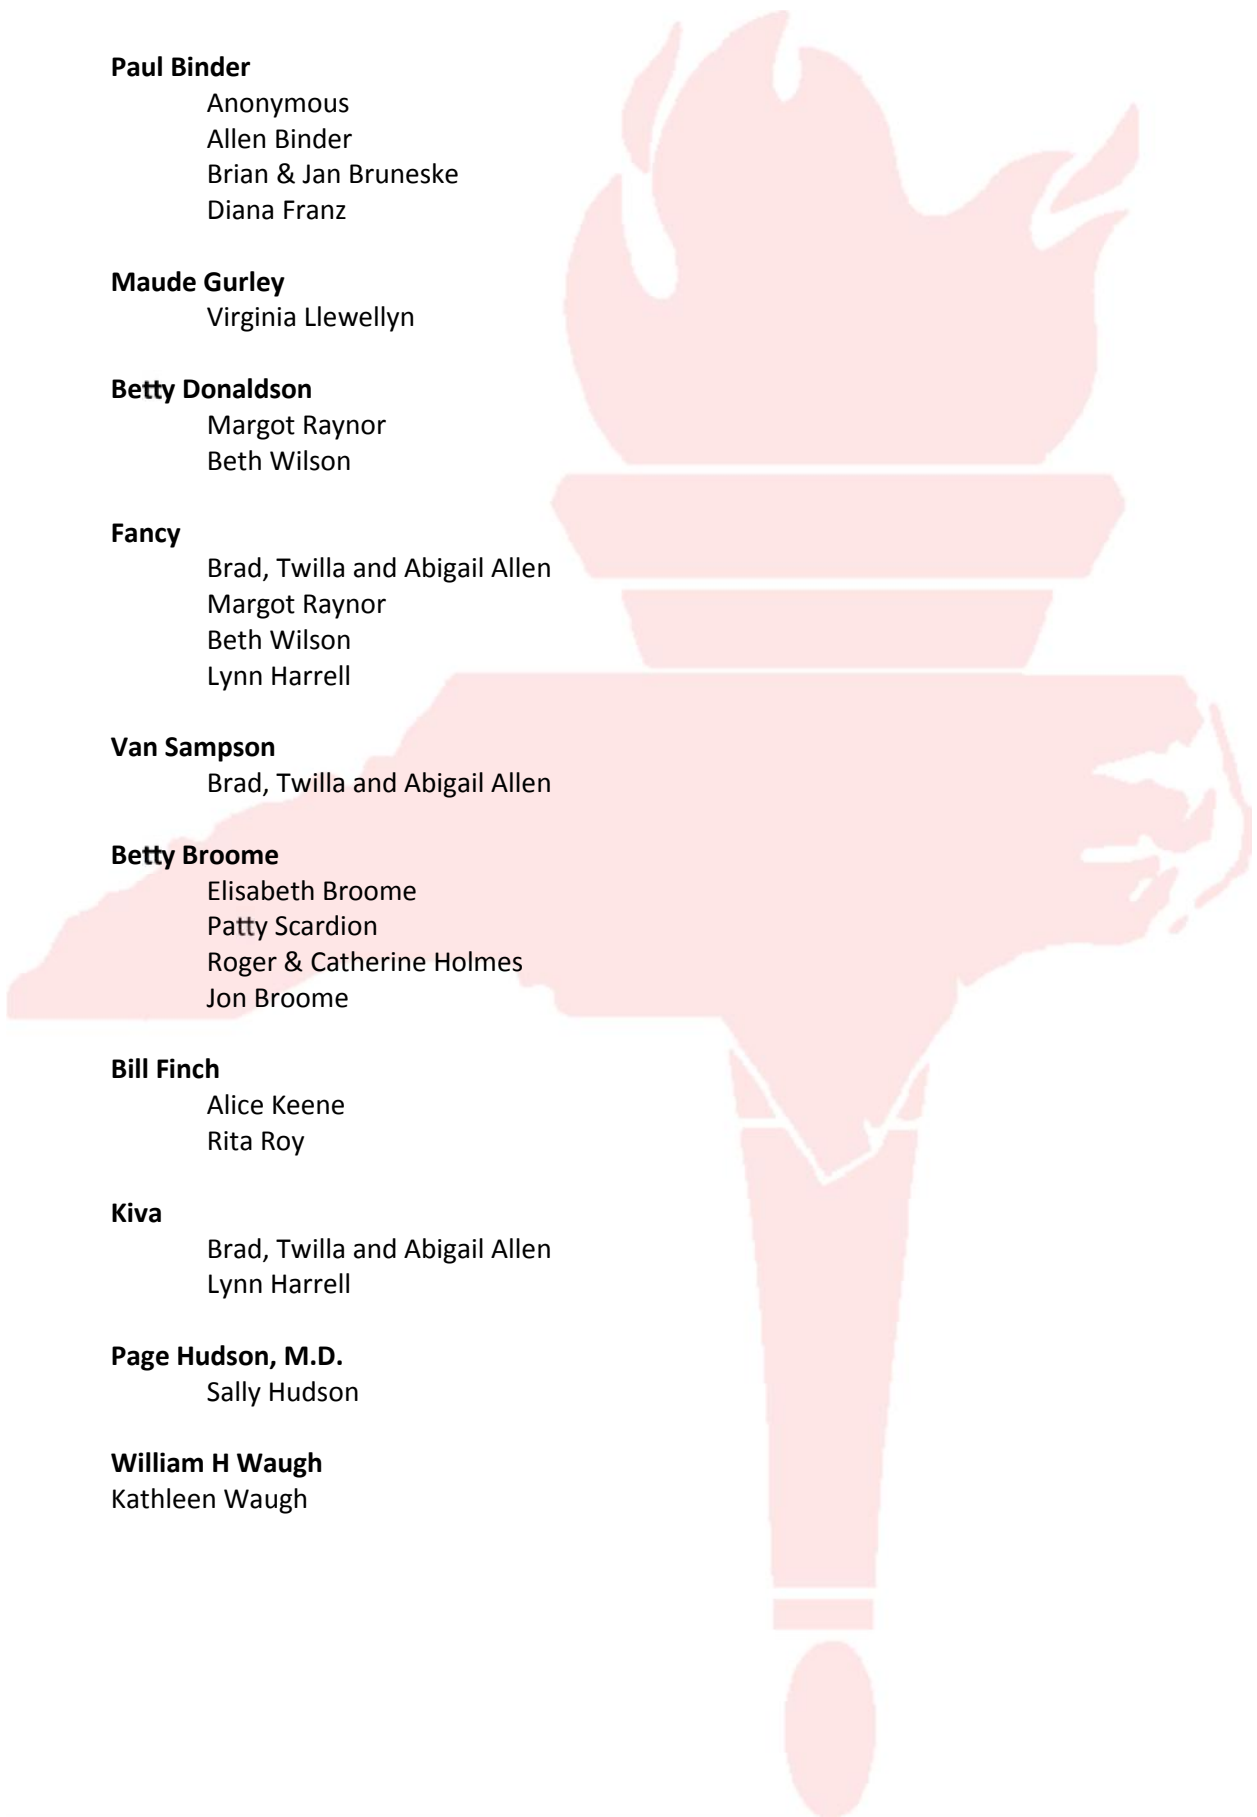 Paul Binder
Anonymous
Allen Binder
Brian & Jan Bruneske
Diana Franz
Maude Gurley
Virginia Llewellyn
Betty Donaldson
Margot Raynor
Beth Wilson
Fancy
Brad, Twilla and Abigail Allen
Margot Raynor
Beth Wilson
Lynn Harrell
Van Sampson
Brad, Twilla and Abigail Allen
Betty Broome
Elisabeth Broome
Patty Scardion
Roger & Catherine Holmes
Jon Broome
Bill Finch
Alice Keene
Rita Roy
Kiva
Brad, Twilla and Abigail Allen
Lynn Harrell
Page Hudson, M.D.
Sally Hudson
William H Waugh
Kathleen Waugh